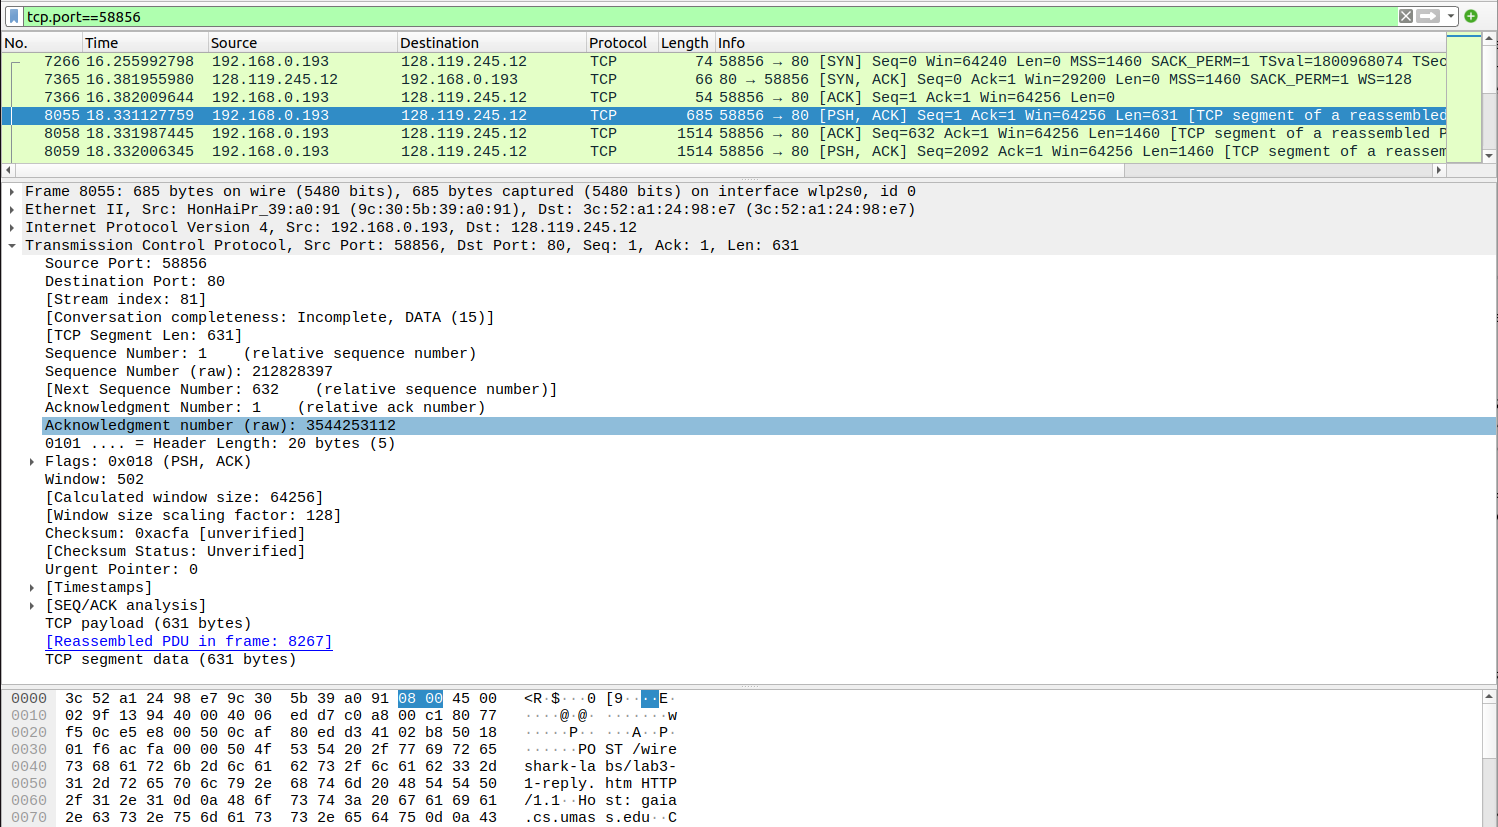 tcp.port==58856
No. Time Source Destination Protocol Length Info
7266 16.255992798 192.168.0.193 128.119.245.12 TCP 74 58856 → 80 [SYN] Seq=0 Win=64240 Len=0 MSS=1460 SACK_PERM=1 TSval=1800968074 TSec
7365 16.381955980 128.119.245.12 192.168.0.193 TCP 66 80 → 58856 [SYN, ACK] Seq=0 Ack=1 Win=29200 Len=0 MSS=1460 SACK_PERM=1 WS=128
7366 16.382009644 192.168.0.193 128.119.245.12 TCP 54 58856 → 80 [ACK] Seq=1 Ack=1 Win=64256 Len=0
8055 18.331127759 192.168.0.193 128.119.245.12 TCP 685 58856 → 80 [PSH, ACK] Seq=1 Ack=1 Win=64256 Len=631 [TCP segment of a reassembled
8058 18.331987445 192.168.0.193 128.119.245.12 TCP 1514 58856 → 80 [ACK] Seq=632 Ack=1 Win=64256 Len=1460 [TCP segment of a reassembled P
8059 18.332006345 192.168.0.193 128.119.245.12 TCP 1514 58856 → 80 [PSH, ACK] Seq=2092 Ack=1 Win=64256 Len=1460 [TCP segment of a reassem
Frame 8055: 685 bytes on wire (5480 bits), 685 bytes captured (5480 bits) on interface wlp2s0, id 0
Ethernet II, Src: HonHaiPr_39:a0:91 (9c:30:5b:39:a0:91), Dst: 3c:52:a1:24:98:e7 (3c:52:a1:24:98:e7)
Internet Protocol Version 4, Src: 192.168.0.193, Dst: 128.119.245.12
Transmission Control Protocol, Src Port: 58856, Dst Port: 80, Seq: 1, Ack: 1, Len: 631
Source Port: 58856
Destination Port: 80
[Stream index: 81]
[Conversation completeness: Incomplete, DATA (15)]
[TCP Segment Len: 631]
Sequence Number: 1 (relative sequence number)
Sequence Number (raw): 212828397
[Next Sequence Number: 632 (relative sequence number)]
Acknowledgment Number: 1 (relative ack number)
Acknowledgment number (raw): 3544253112
0101 .... = Header Length: 20 bytes (5)
Flags: 0x018 (PSH, ACK)
Window: 502
[Calculated window size: 64256]
[Window size scaling factor: 128]
Checksum: 0xacfa [unverified]
[Checksum Status: Unverified]
Urgent Pointer: 0
[Timestamps]
[SEQ/ACK analysis]
TCP payload (631 bytes)
[Reassembled PDU in frame: 8267]
TCP segment data (631 bytes)
0000 3c 52 a1 24 98 e7 9c 30 5b 39 a0 91 08 00 45 00 <R·$···0 [9····E·
0010 02 9f 13 94 40 00 40 06 ed d7 c0 a8 00 c1 80 77 ····@·@· ·······w
0020 f5 0c e5 e8 00 50 0c af 80 ed d3 41 02 b8 50 18 ·····P·· ···A··P·
0030 01 f6 ac fa 00 00 50 4f 53 54 20 2f 77 69 72 65 ······PO ST /wire
0040 73 68 61 72 6b 2d 6c 61 62 73 2f 6c 61 62 33 2d shark-la bs/lab3-
0050 31 2d 72 65 70 6c 79 2e 68 74 6d 20 48 54 54 50 1-reply. htm HTTP
0060 2f 31 2e 31 0d 0a 48 6f 73 74 3a 20 67 61 69 61 /1.1··Ho st: gaia
0070 2e 63 73 2e 75 6d 61 73 73 2e 65 64 75 0d 0a 43 .cs.umas s.edu··C